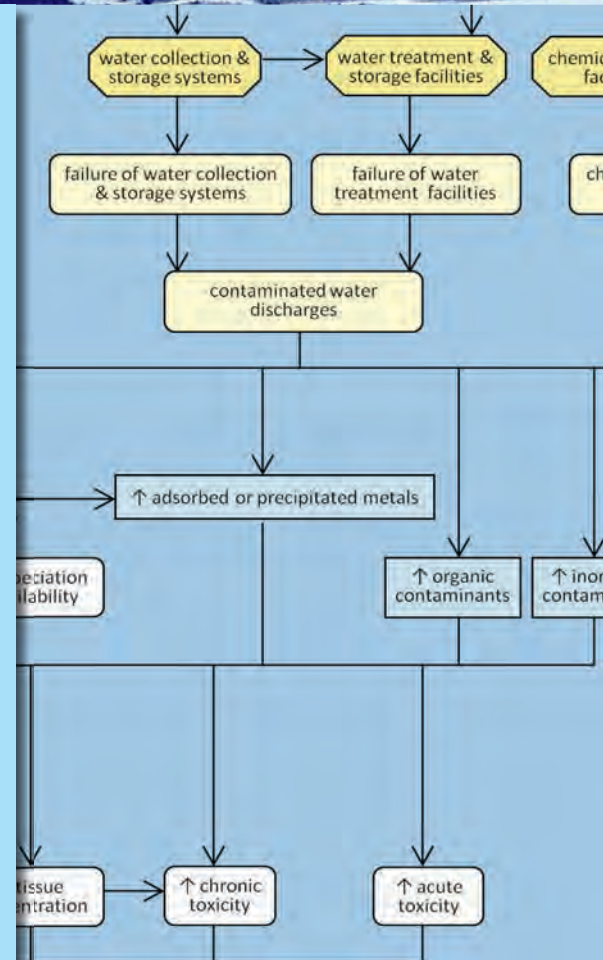 water collection &
storage systems
water treatment &
storage facilities
failure of water collection
& storage systems
failure of water
treatment facilities
contaminated water
discharges
↑ adsorbed or precipitated metals
↑ organic
contaminants
↑
tissue
↑ chronic
toxicity
↑ acute
toxicity